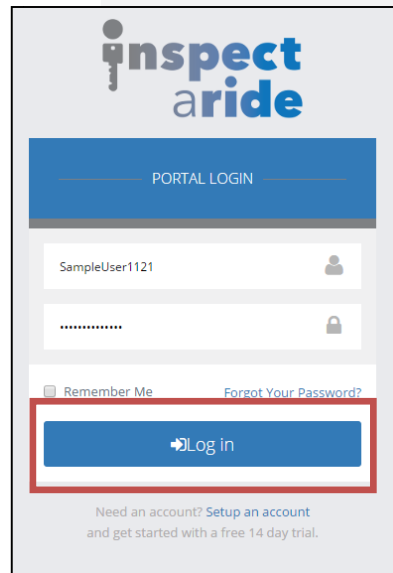 inspect
aride
PORTAL LOGIN
SampleUser1121
••••••••••••••
Remember Me Forgot Your Password?
Log in
Need an account? Setup an account
and get started with a free 14 day trial.